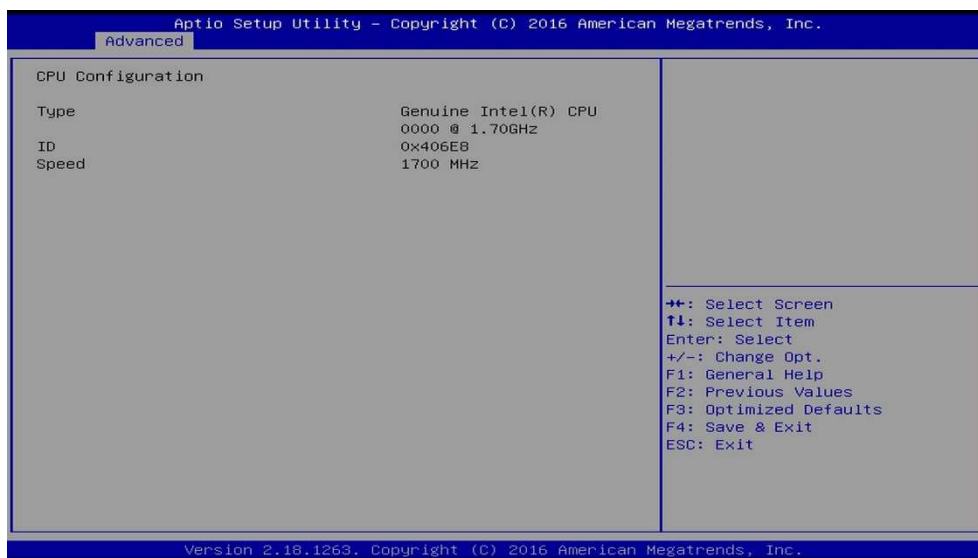 Aptio Setup Utility – Copyright (C) 2016 American Megatrends, Inc.
Advanced
CPU Configuration
Type Genuine Intel(R) CPU
0000 @ 1.70GHz
ID 0x406E8
Speed 1700 MHz
→←: Select Screen
↑↓: Select Item
Enter: Select
+/-: Change Opt.
F1: General Help
F2: Previous Values
F3: Optimized Defaults
F4: Save & Exit
ESC: Exit
Version 2.18.1263. Copyright (C) 2016 American Megatrends, Inc.